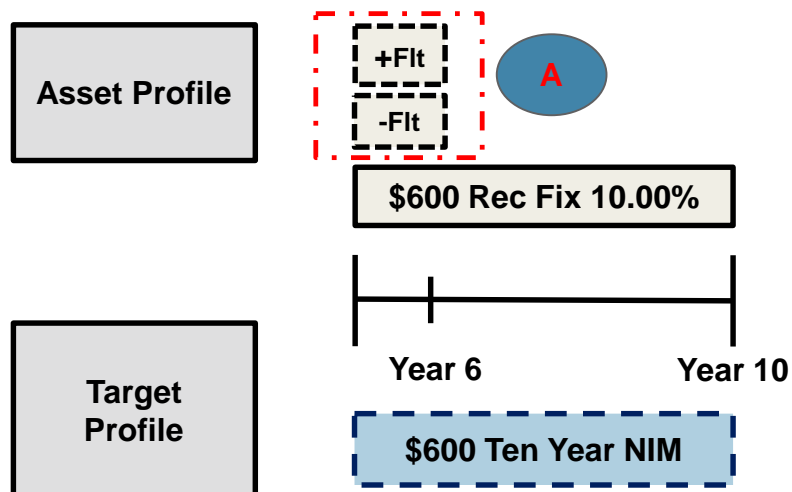 Asset Profile
+Flt
-Flt
A
$600 Rec Fix 10.00%
Year 6
Year 10
Target
Profile
$600 Ten Year NIM